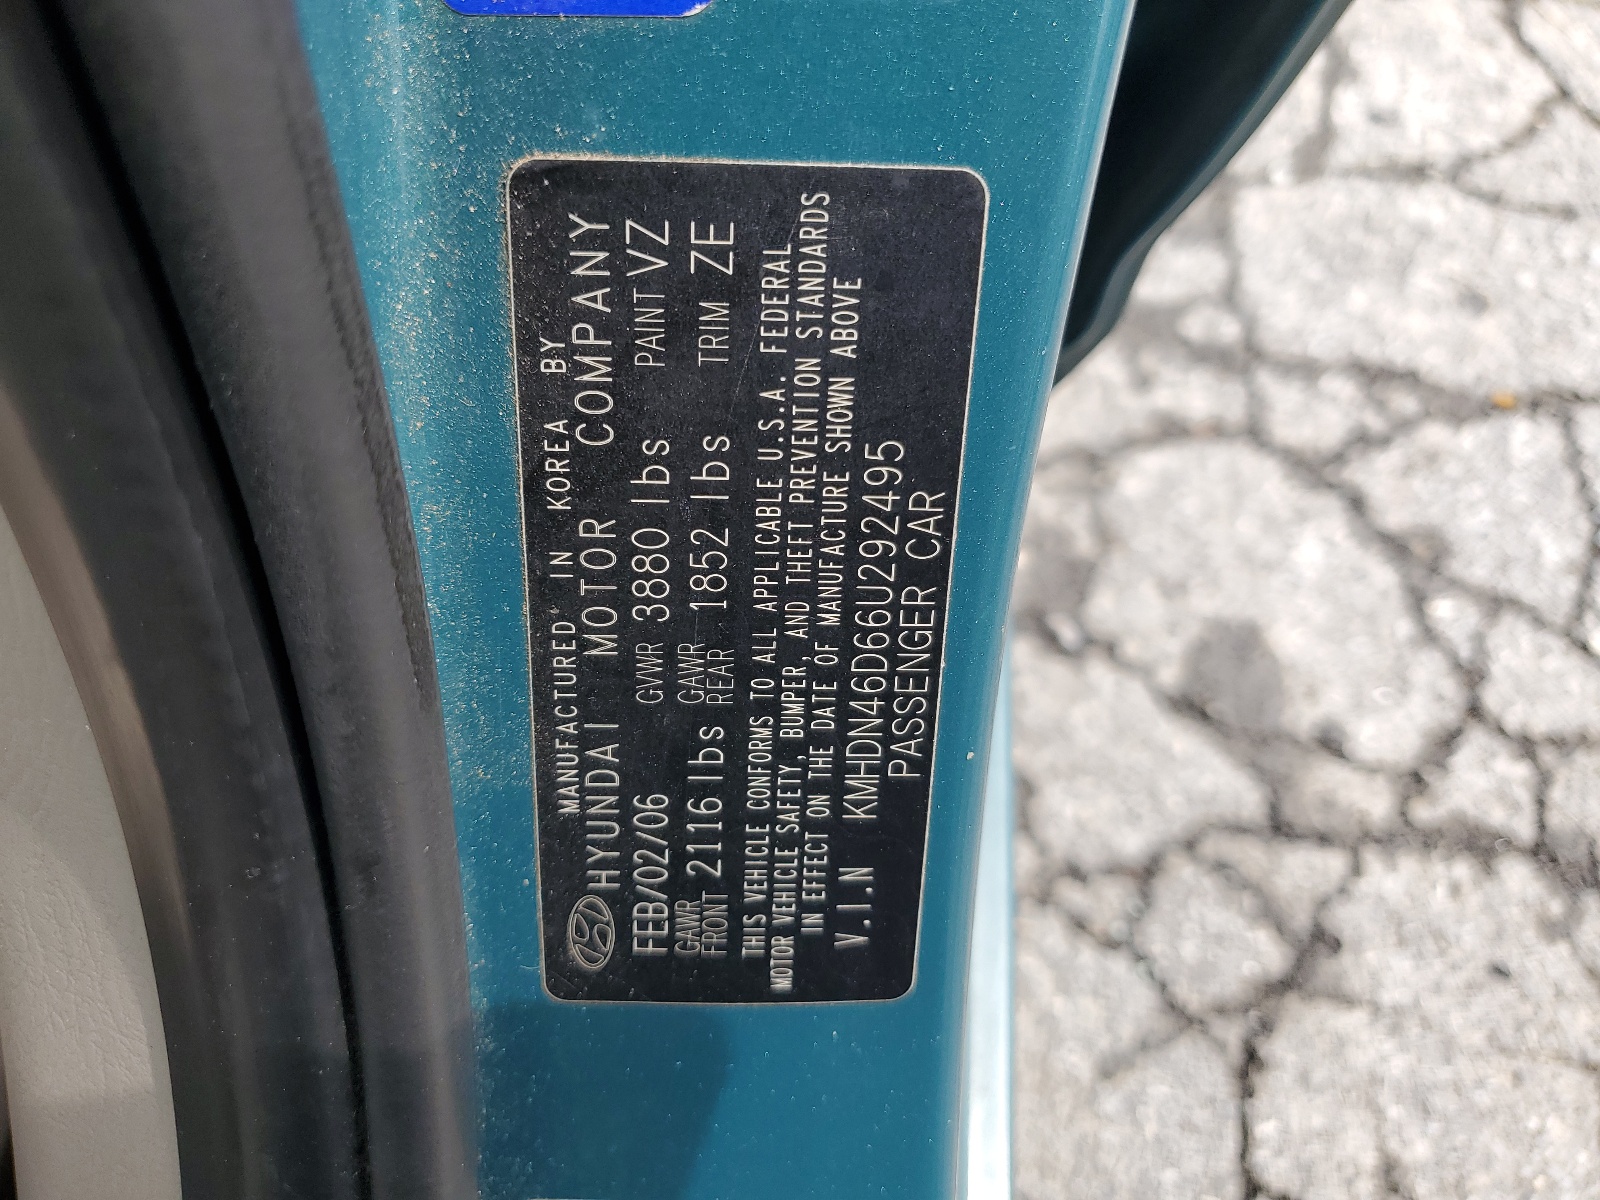 MANUFACTURED IN KOREA BY
HYUNDAI MOTOR COMPANY
FEB/02/06 GVWR 3880 lbs PAINT VZ
GAWR FRONT 2116 lbs GAWR REAR 1852 lbs TRIM ZE
THIS VEHICLE CONFORMS TO ALL APPLICABLE U.S.A. FEDERAL
MOTOR VEHICLE SAFETY, BUMPER, AND THEFT PREVENTION STANDARDS
IN EFFECT ON THE DATE OF MANUFACTURE SHOWN ABOVE
V.I.N KMHDN46D66U292495
PASSENGER CAR